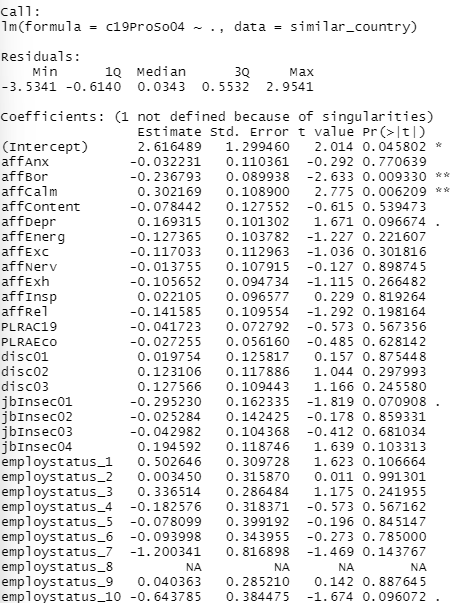 Call:
lm(formula = c19ProSo04 ~ ., data = similar_country)
Residuals:
Min 1Q Median 3Q Max
-3.5341 -0.6140 0.0343 0.5532 2.9541
Coefficients: (1 not defined because of singularities)
Estimate Std. Error t value Pr(>|t|)
(Intercept) 2.616489 1.299460 2.014 0.045802 *
affAnx -0.032231 0.110361 -0.292 0.770639
affBor -0.236793 0.089938 -2.633 0.009330 **
affCalm 0.302169 0.108900 2.775 0.006209 **
affContent -0.078442 0.127552 -0.615 0.539473
affDepr 0.169315 0.101302 1.671 0.096674 .
affEnerg -0.127365 0.103782 -1.227 0.221607
affExc -0.117033 0.112963 -1.036 0.301816
affNerv -0.013755 0.107915 -0.127 0.898745
affExh -0.105652 0.094734 -1.115 0.266482
affInsp 0.022105 0.096577 0.229 0.819264
affRel -0.141585 0.109554 -1.292 0.198164
PLRAC19 -0.041723 0.072792 -0.573 0.567356
PLRAEco -0.027255 0.056160 -0.485 0.628142
disc01 0.019754 0.125817 0.157 0.875448
disc02 0.123106 0.117886 1.044 0.297993
disc03 0.127566 0.109443 1.166 0.245580
jbInsec01 -0.295230 0.162335 -1.819 0.070908 .
jbInsec02 -0.025284 0.142425 -0.178 0.859331
jbInsec03 -0.042982 0.104368 -0.412 0.681034
jbInsec04 0.194592 0.118746 1.639 0.103313
employstatus_1 0.502646 0.309728 1.623 0.106664
employstatus_2 0.003450 0.315870 0.011 0.991301
employstatus_3 0.336514 0.286484 1.175 0.241955
employstatus_4 -0.182576 0.318371 -0.573 0.567162
employstatus_5 -0.078099 0.399192 -0.196 0.845147
employstatus_6 -0.093998 0.343955 -0.273 0.785000
employstatus_7 -1.200341 0.816898 -1.469 0.143767
employstatus_8 NA NA NA NA
employstatus_9 0.040363 0.285210 0.142 0.887645
employstatus_10 -0.643785 0.384475 -1.674 0.096072 .